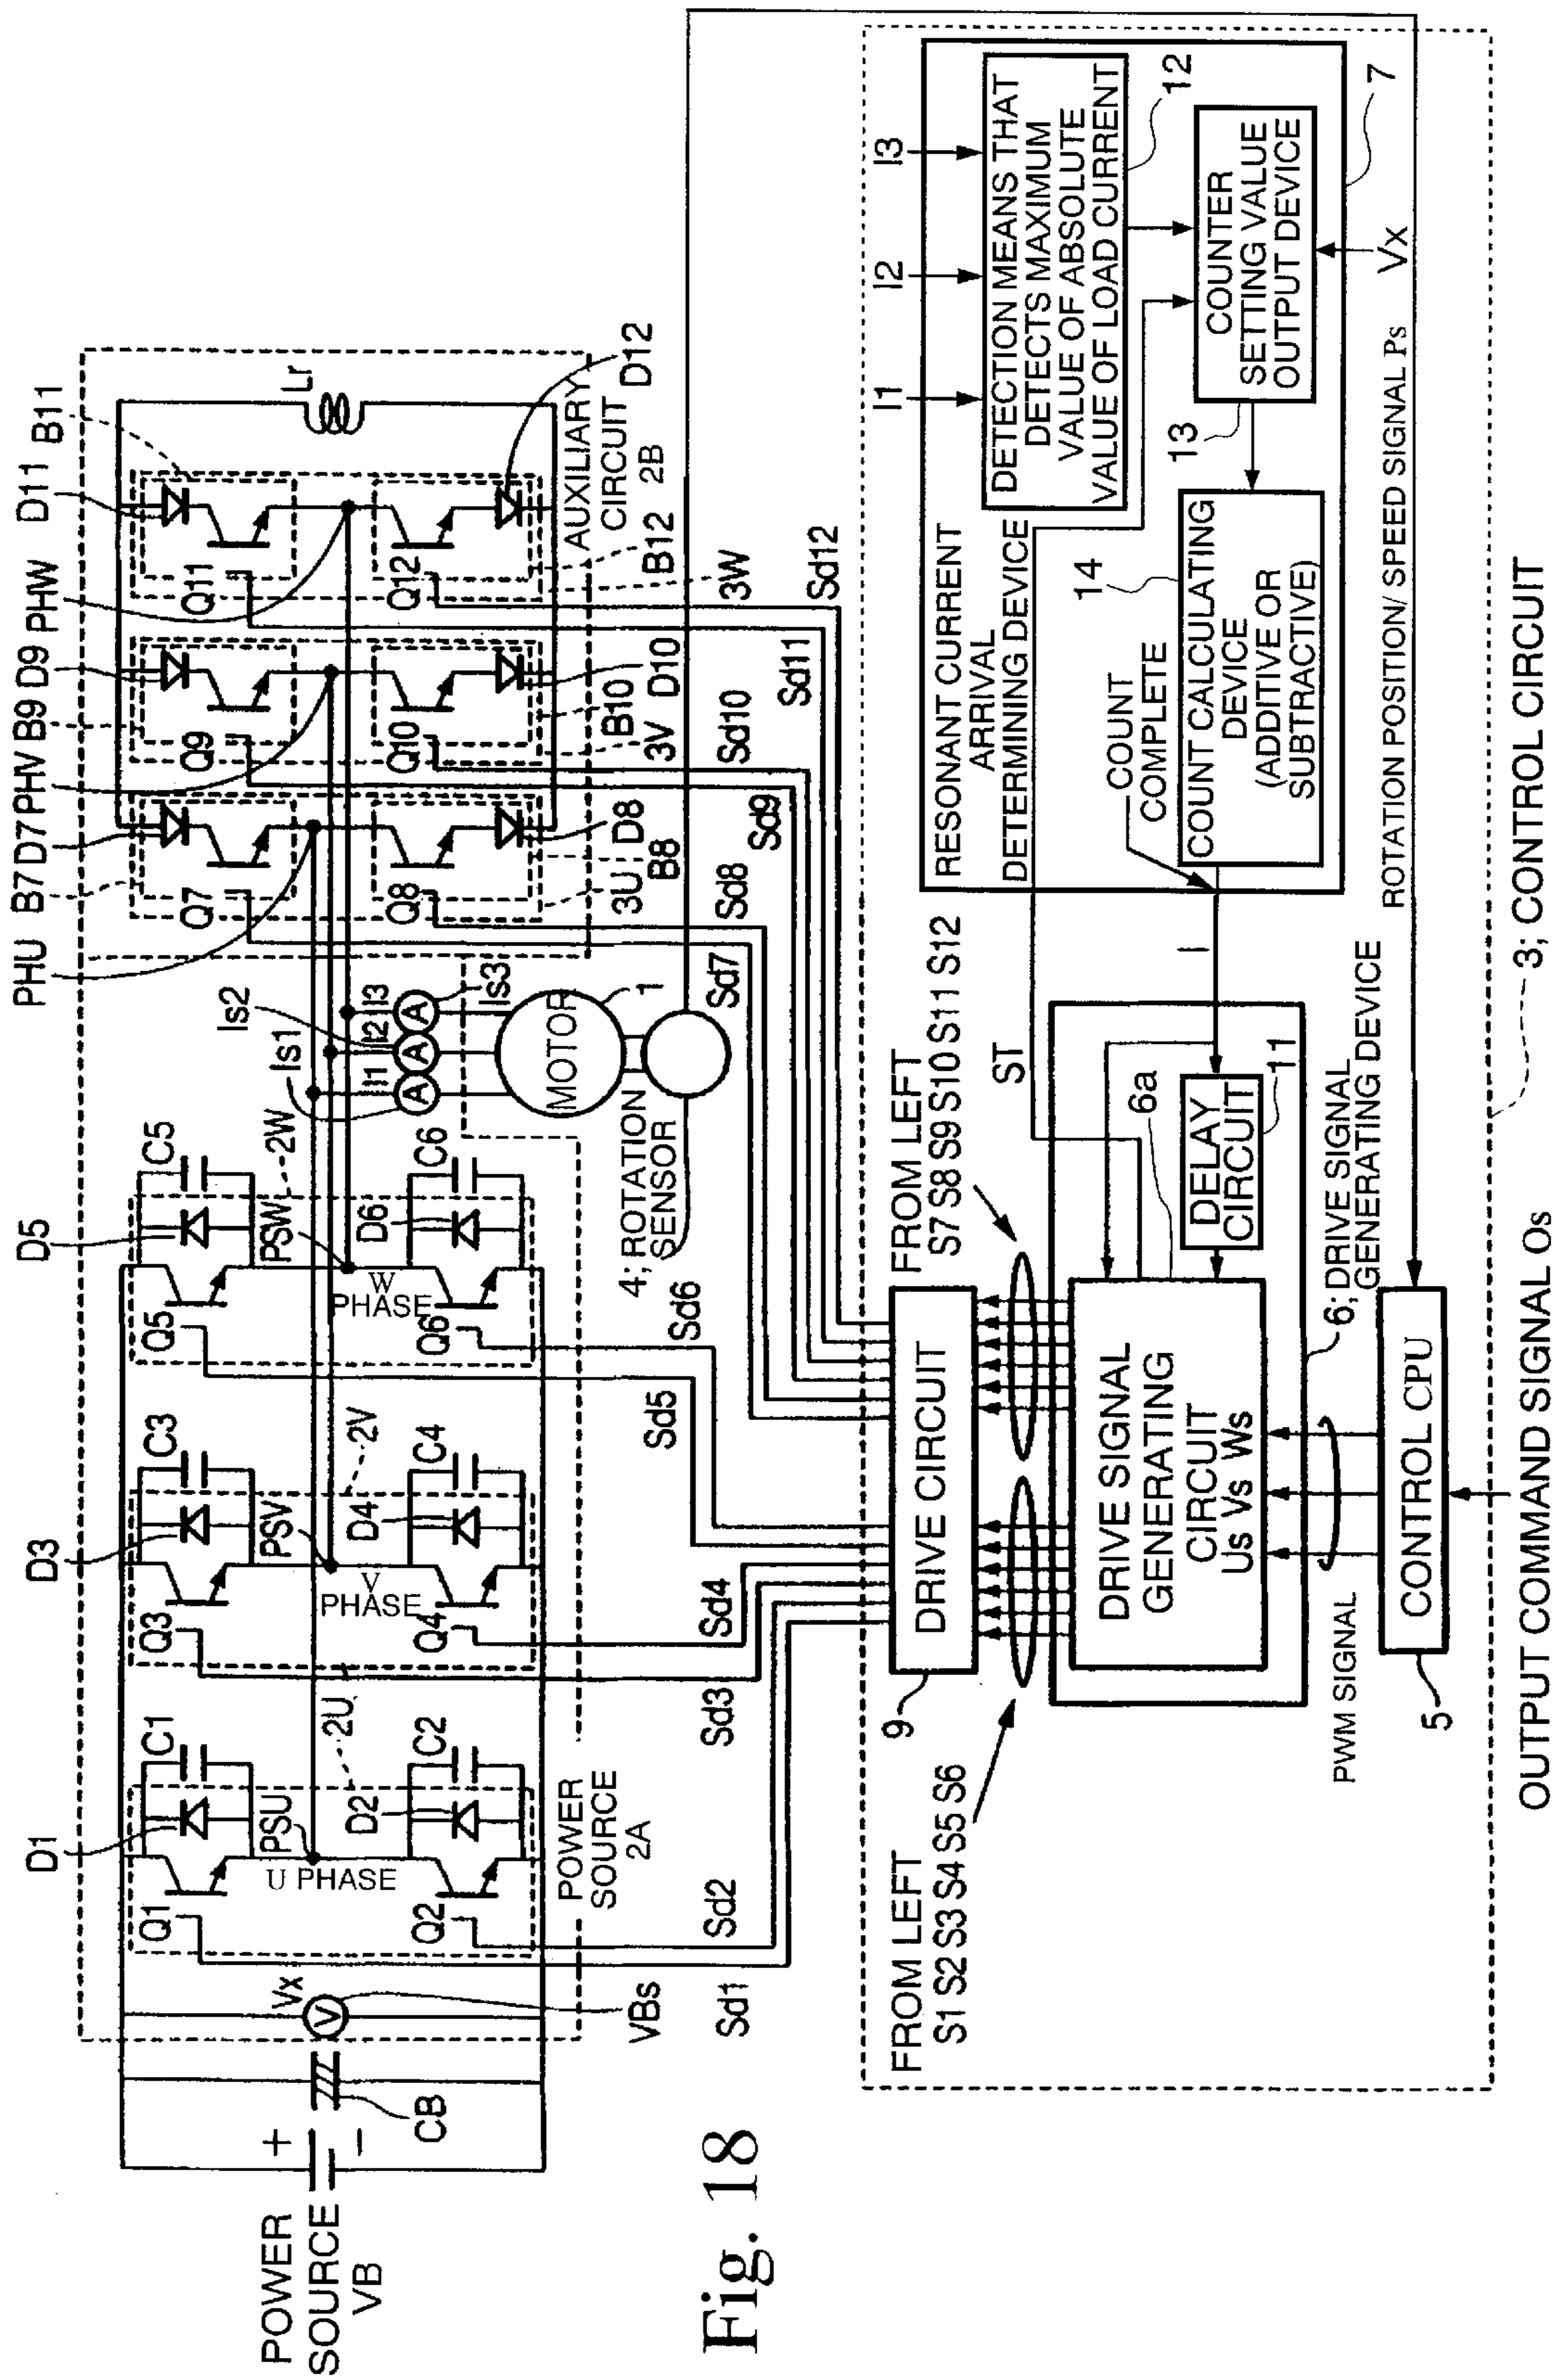 POWER
SOURCE
VB
+
−
CB
Vx
V
VBs
D1
C1
Q1
PSU
U PHASE
2U
D2
C2
Q2
POWER
SOURCE
2A
D3
C3
Q3
PSV
V
PHASE
2V
D4
C4
Q4
D5
C5
Q5
PSW
2W
W
PHASE
D6
C6
Q6
Is1
Is2
Is3
I1
I2
I3
A
A
A
MOTOR
1
4; ROTATION
SENSOR
PHU
B7
D7
PHV
B9
D9
PHW
D11
B11
Q7
Q9
Q11
Q8
Q10
Q12
3U
B8
D8
3V
B10
D10
3W
B12
AUXILIARY
CIRCUIT
2B
D12
Lr
Sd1
Sd2
Sd3
Sd4
Sd5
Sd6
Sd7
Sd8
Sd9
Sd10
Sd11
Sd12
Fig. 18
FROM LEFT
S1 S2 S3 S4 S5 S6
FROM LEFT
S7 S8 S9 S10 S11 S12
9
DRIVE CIRCUIT
DRIVE SIGNAL
GENERATING
CIRCUIT
Us Vs Ws
6a
DELAY
CIRCUIT
11
6; DRIVE SIGNAL
GENERATING DEVICE
PWM SIGNAL
5
CONTROL CPU
OUTPUT COMMAND SIGNAL Os
3; CONTROL CIRCUIT
ST
RESONANT CURRENT
ARRIVAL
DETERMINING DEVICE
I1
I2
I3
DETECTION MEANS THAT
DETECTS MAXIMUM
VALUE OF ABSOLUTE
VALUE OF LOAD CURRENT
12
COUNTER
SETTING VALUE
OUTPUT DEVICE
13
7
Vx
14
COUNT CALCULATING
DEVICE
(ADDITIVE OR
SUBTRACTIVE)
COUNT
COMPLETE
I
ROTATION POSITION/ SPEED SIGNAL Ps